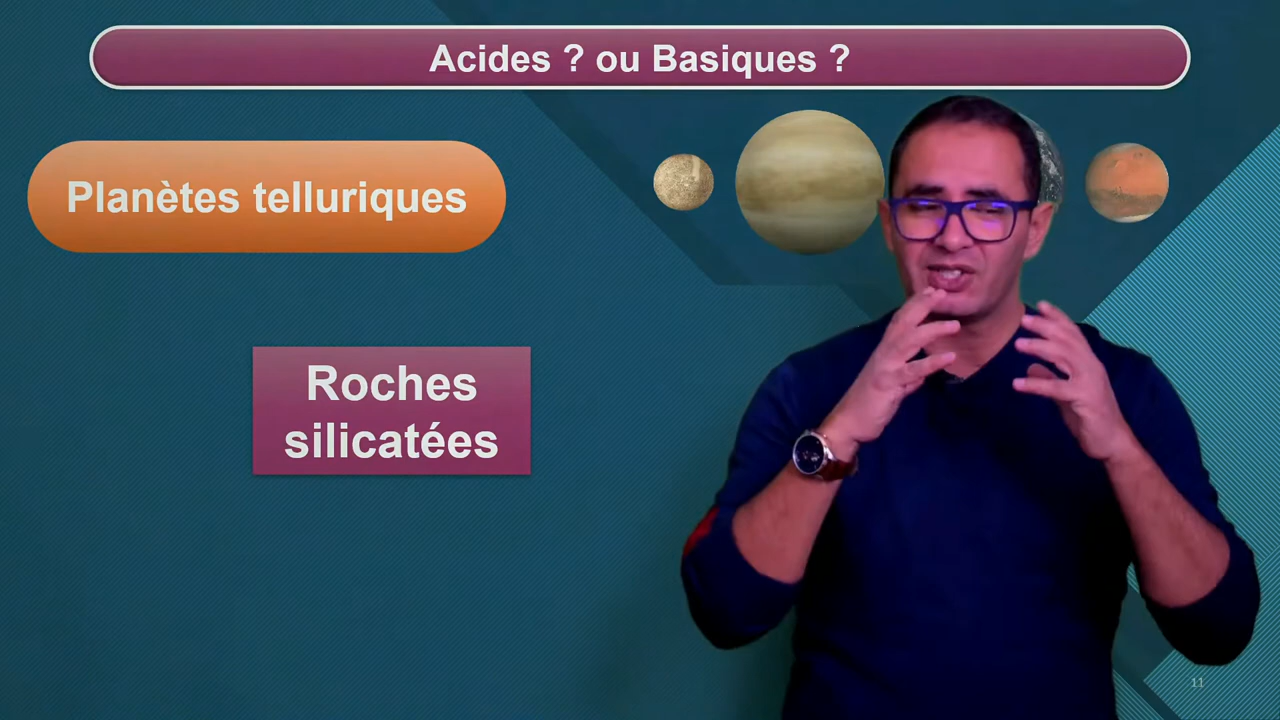 Acides ? ou Basiques ?
Planètes telluriques
Roches
silicatées
11